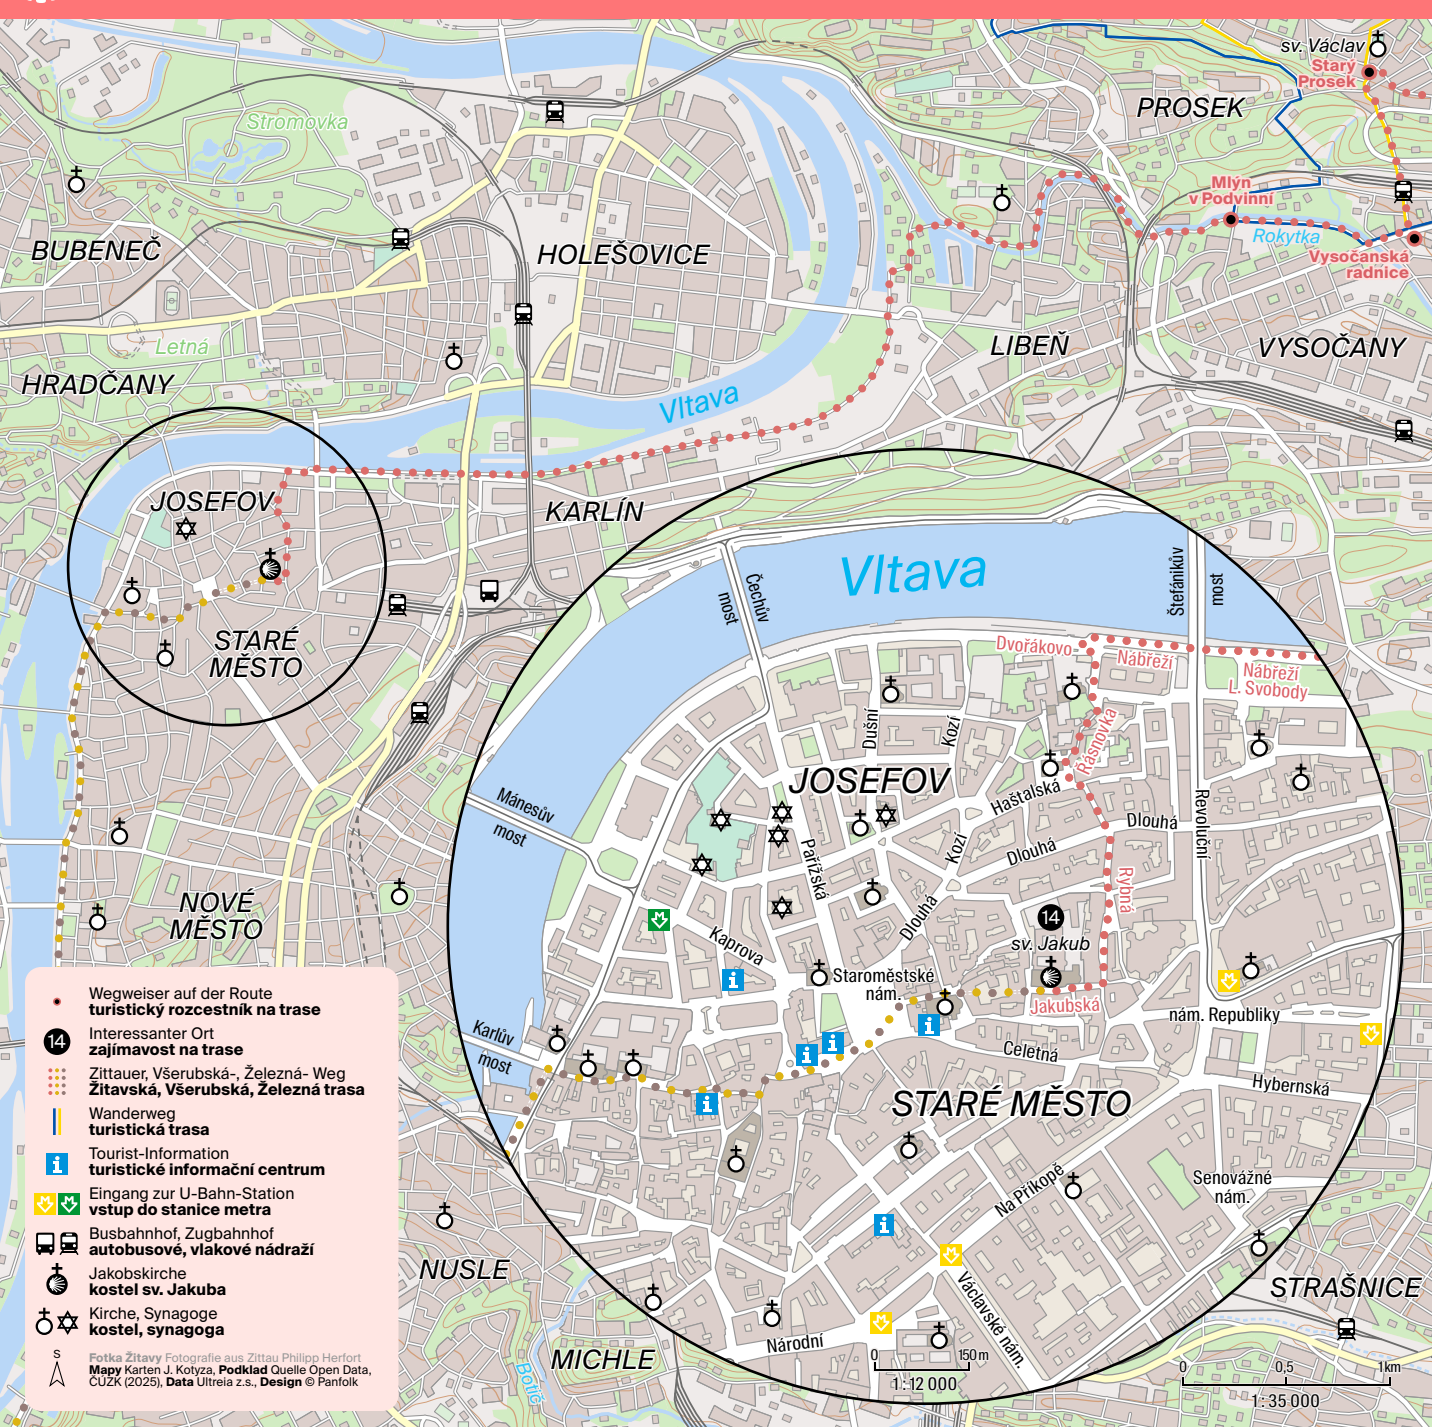 sv. Václav
Starý
Prosek
PROSEK
Stromovka
Mlýn
v Podvinní
BUBENEČ
HOLEŠOVICE
Rokytka
Vysočanská
radnice
Letná
LIBEŇ
VYSOČANY
HRADČANY
Vltava
JOSEFOV
KARLÍN
STARÉ
MĚSTO
NOVÉ
MĚSTO
Vltava
Čechův
most
Štefánikův
most
Dvořákovo
Nábřeží
Nábřeží
L. Svobody
Dušní
Kozí
Řásnovka
JOSEFOV
Haštalská
Mánesův
most
Pařížská
Kozí
Dlouhá
Dlouhá
Revoluční
Rybná
Dlouhá
14
sv. Jakub
Kaprova
Staroměstské
nám.
Jakubská
nám. Republiky
Karlův
most
Celetná
Hybernská
STARÉ MĚSTO
Senovážné
nám.
Na Příkopě
Václavské nám.
Národní
0 150 m
1 : 12 000
NUSLE
MICHLE
Botič
STRAŠNICE
0 0,5 1 km
1 : 35 000
Wegweiser auf der Route
turistický rozcestník na trase
14
Interessanter Ort
zajímavost na trase
Zittauer, Všerubská-, Železná- Weg
Žitavská, Všerubská, Železná trasa
Wanderweg
turistická trasa
Tourist-Information
turistické informační centrum
Eingang zur U-Bahn-Station
vstup do stanice metra
Busbahnhof, Zugbahnhof
autobusové, vlakové nádraží
Jakobskirche
kostel sv. Jakuba
Kirche, Synagoge
kostel, synagoga
S
Fotka Žitavy Fotografie aus Zittau Philipp Herfort
Mapy Karten J. Kotyza, Podklad Quelle Open Data,
ČÚZK (2025), Data Ultreia z.s., Design © Panfolk